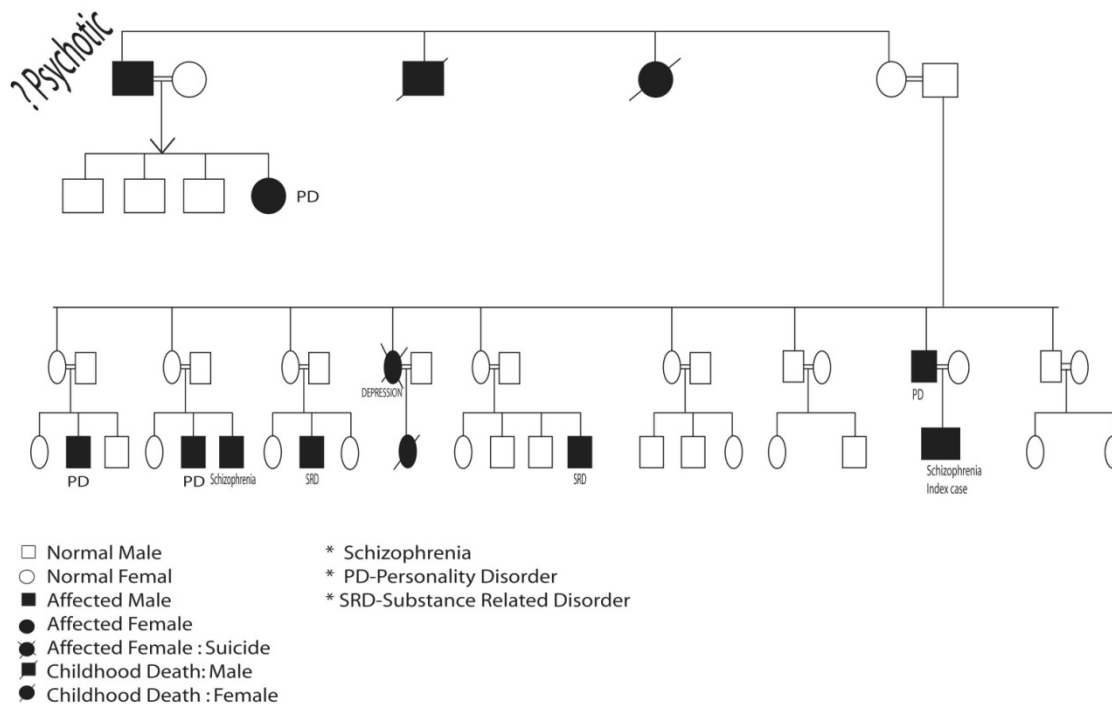 ?Psychotic
PD
DEPRESSION
PD
PD
PD
Schizophrenia
SRD
SRD
Schizophrenia
Index case
Normal Male
Normal Femal
Affected Male
Affected Female
Affected Female : Suicide
Childhood Death: Male
Childhood Death : Female
* Schizophrenia
* PD-Personality Disorder
* SRD-Substance Related Disorder